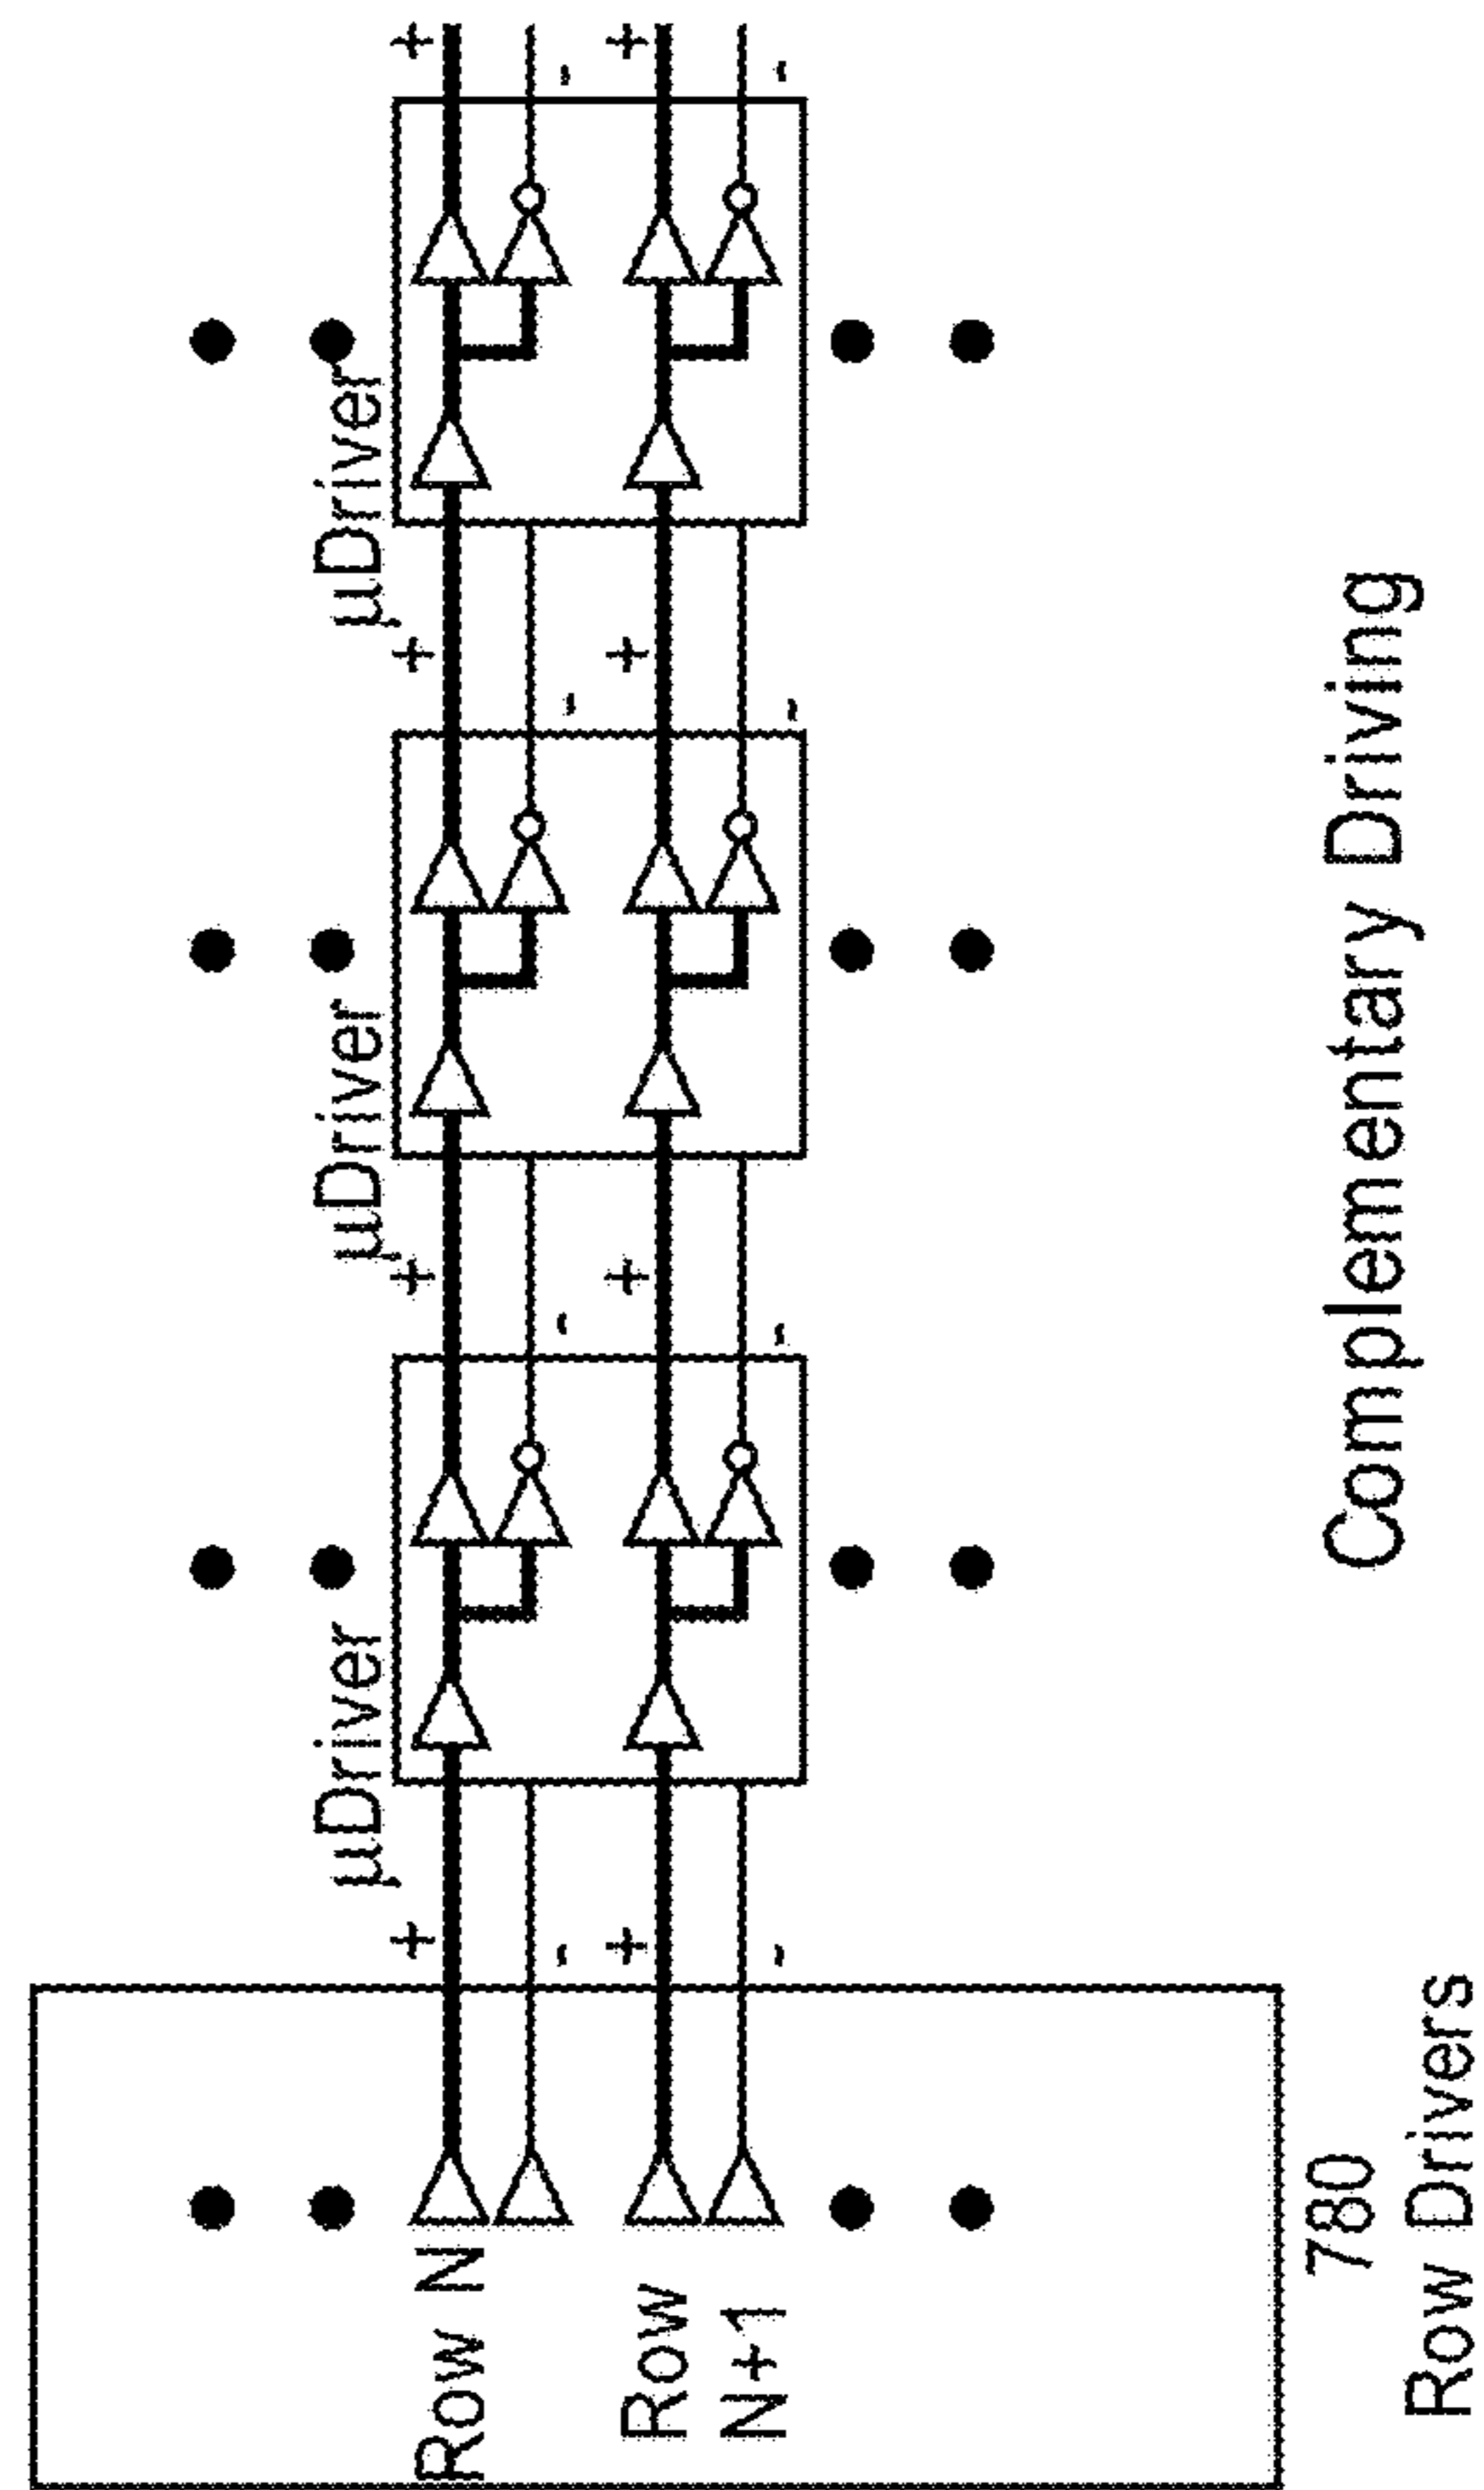 µDriver
µDriver
µDriver
+ + + +
Row N
- - - -
+ + + +
Row
N+1
- - - -
780
Row Drivers
Complementary Driving